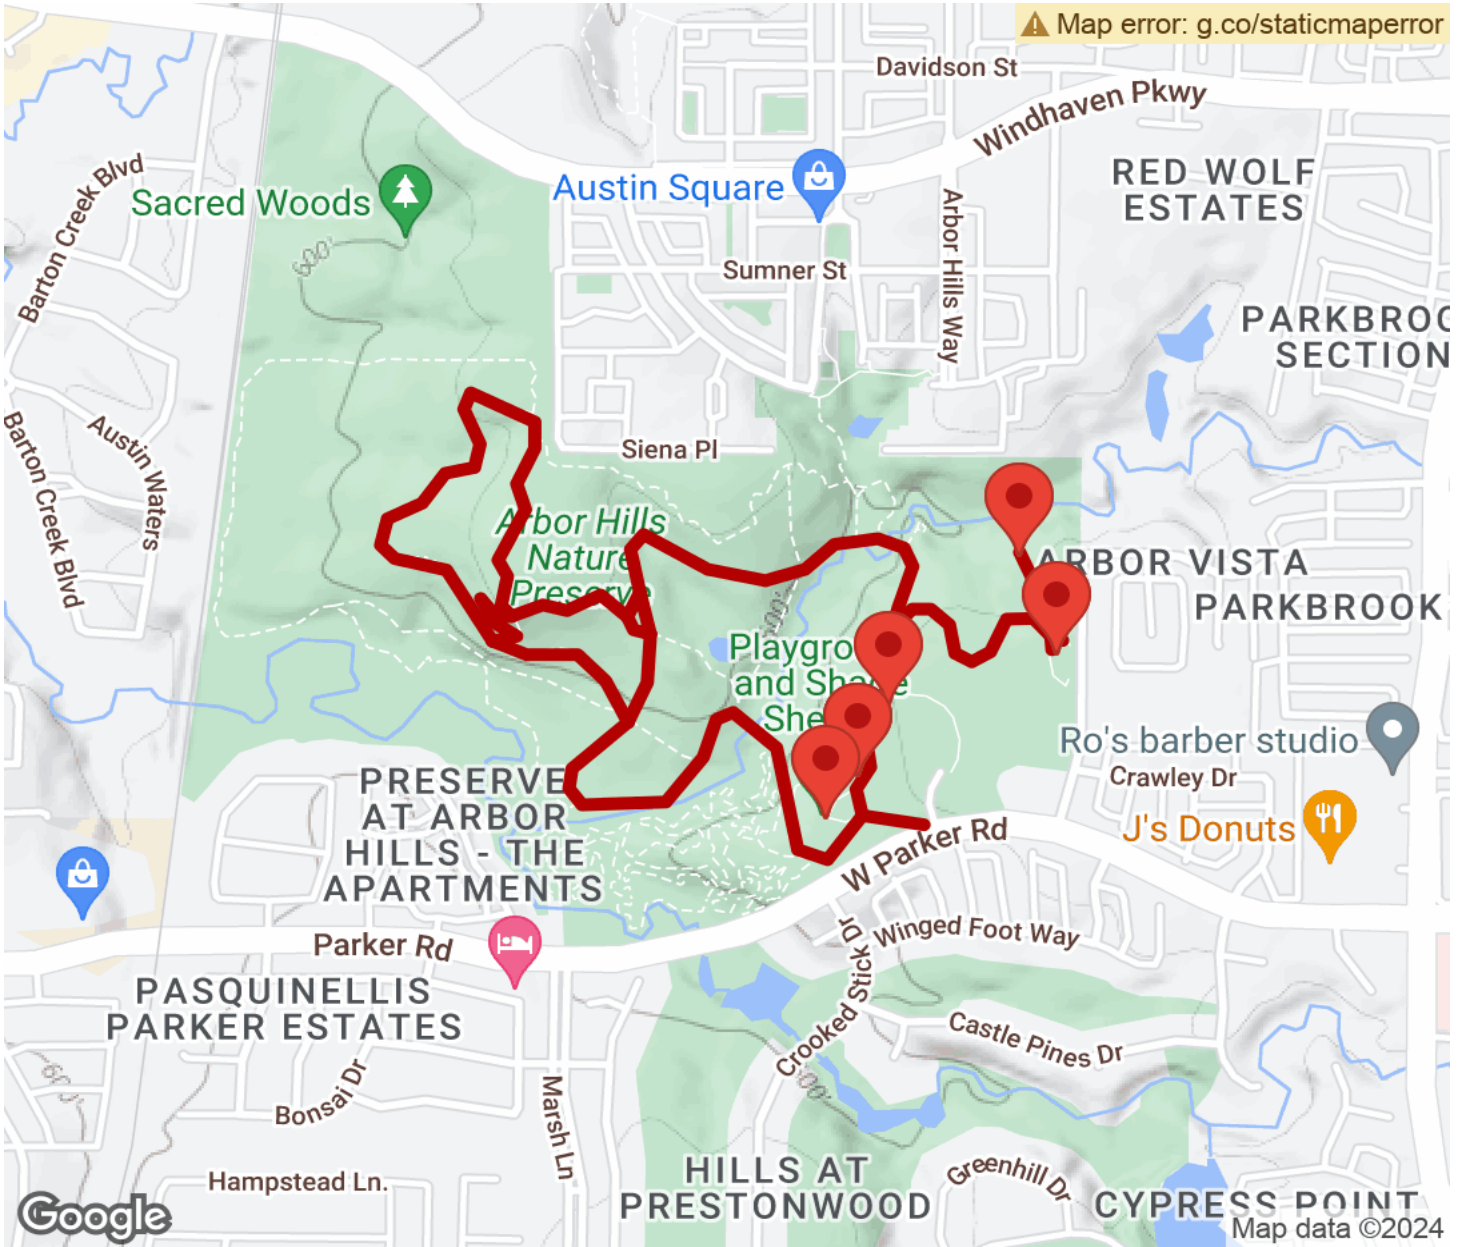 Map error: g.co/staticmaperror
Davidson St
Windhaven Pkwy
Barton Creek Blvd
Sacred Woods
Austin Square
RED WOLF
ESTATES
Arbor Hills Way
600'
Sumner St
PARKBROO
SECTION
Austin Waters
Barton Creek Blvd
Siena Pl
Arbor Hills
Nature
Preserve
ARBOR VISTA
PARKBROOK
600'
Playgro
and Shade
She
Ro's barber studio
Crawley Dr
PRESERVE
AT ARBOR
HILLS - THE
APARTMENTS
J's Donuts
W Parker Rd
Parker Rd
Winged Foot Way
Crooked Stick Dr
PASQUINELLIS
PARKER ESTATES
Castle Pines Dr
600'
Bonsai Dr
Marsh Ln
Hampstead Ln.
HILLS AT
PRESTONWOOD
Greenhill Dr
CYPRESS POINT
Google
Map data ©2024